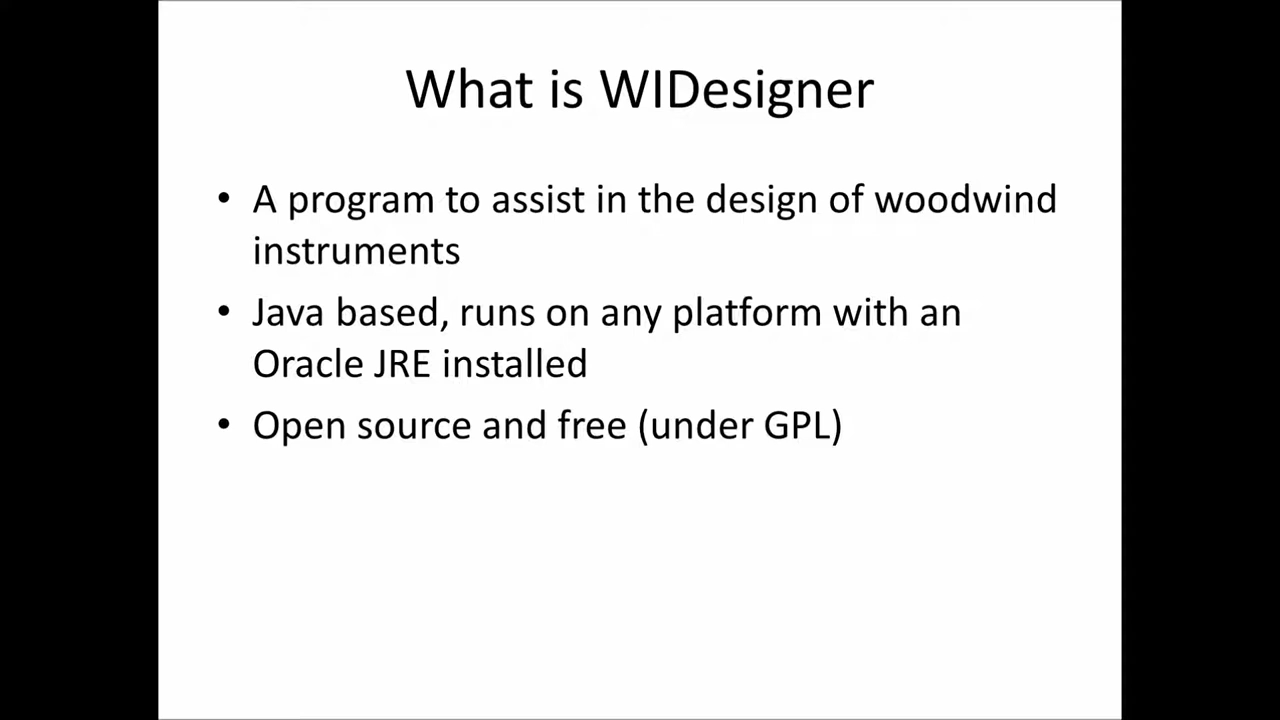 What is WIDesigner
• A program to assist in the design of woodwind
instruments
• Java based, runs on any platform with an
Oracle JRE installed
• Open source and free (under GPL)